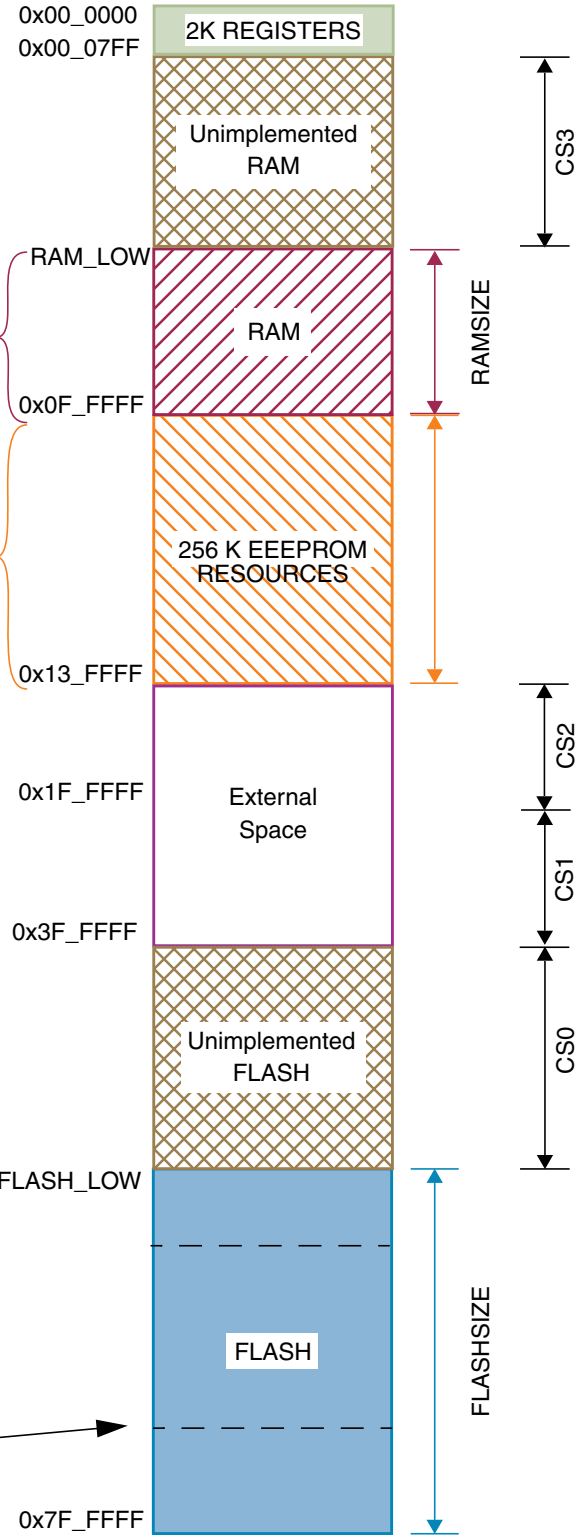 0x00_0000
2K REGISTERS
0x00_07FF
Unimplemented
RAM
CS3
RAM_LOW
RAM
RAMSIZE
0x0F_FFFF
256 K EEEPROM
RESOURCES
0x13_FFFF
CS2
0x1F_FFFF
External
Space
CS1
0x3F_FFFF
Unimplemented
FLASH
CS0
FLASH_LOW
FLASH
FLASHSIZE
0x7F_FFFF